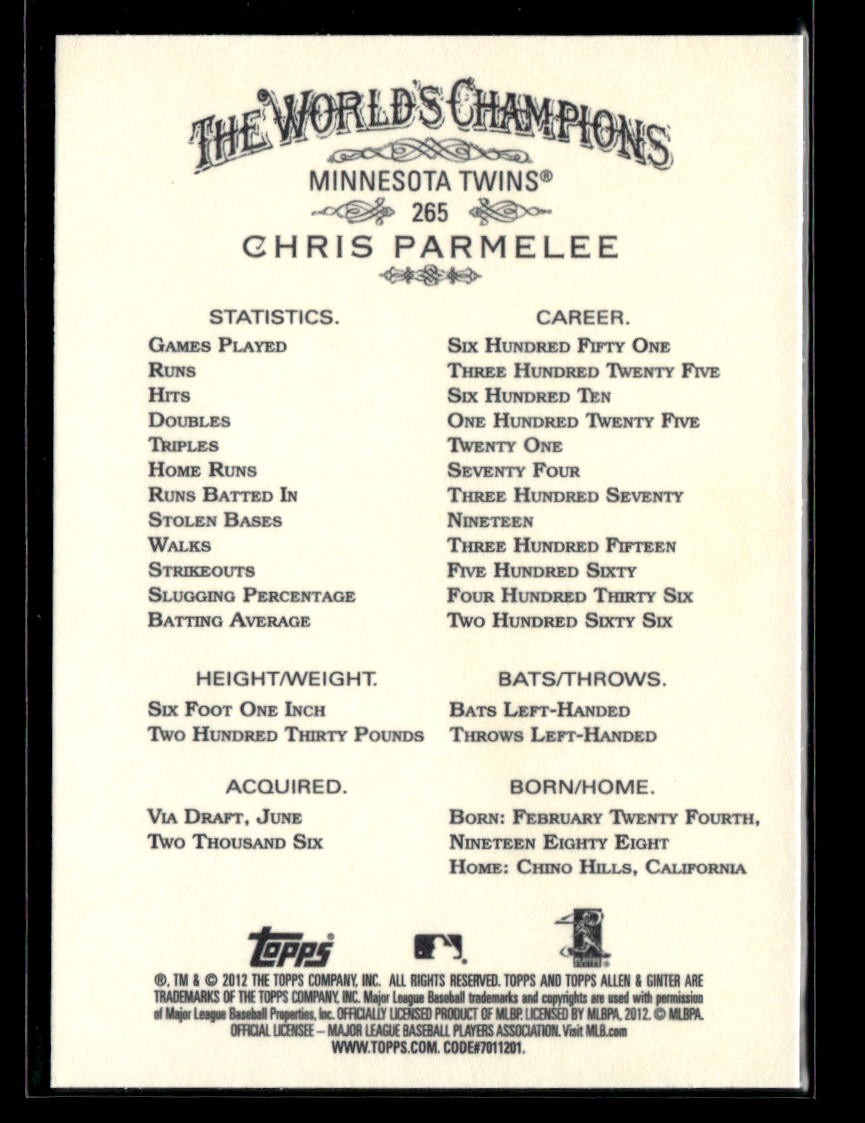 THE WORLD'S CHAMPIONS
MINNESOTA TWINS®
265
CHRIS PARMELEE
STATISTICS. CAREER.
GAMES PLAYED SIX HUNDRED FIFTY ONE
RUNS THREE HUNDRED TWENTY FIVE
HITS SIX HUNDRED TEN
DOUBLES ONE HUNDRED TWENTY FIVE
TRIPLES TWENTY ONE
HOME RUNS SEVENTY FOUR
RUNS BATTED IN THREE HUNDRED SEVENTY
STOLEN BASES NINETEEN
WALKS THREE HUNDRED FIFTEEN
STRIKEOUTS FIVE HUNDRED SIXTY
SLUGGING PERCENTAGE FOUR HUNDRED THIRTY SIX
BATTING AVERAGE TWO HUNDRED SIXTY SIX
HEIGHT/WEIGHT. BATS/THROWS.
SIX FOOT ONE INCH BATS LEFT-HANDED
TWO HUNDRED THIRTY POUNDS THROWS LEFT-HANDED
ACQUIRED. BORN/HOME.
VIA DRAFT, JUNE BORN: FEBRUARY TWENTY FOURTH,
TWO THOUSAND SIX NINETEEN EIGHTY EIGHT
HOME: CHINO HILLS, CALIFORNIA
Topps®
®, TM & © 2012 THE TOPPS COMPANY, INC. ALL RIGHTS RESERVED. TOPPS AND TOPPS ALLEN & GINTER ARE
TRADEMARKS OF THE TOPPS COMPANY, INC. Major League Baseball trademarks and copyrights are used with permission
of Major League Baseball Properties, Inc. OFFICIALLY LICENSED PRODUCT OF MLBP. LICENSED BY MLBPA, 2012. © MLBPA.
OFFICIAL LICENSEE – MAJOR LEAGUE BASEBALL PLAYERS ASSOCIATION. Visit MLB.com
WWW.TOPPS.COM. CODE#7011201.